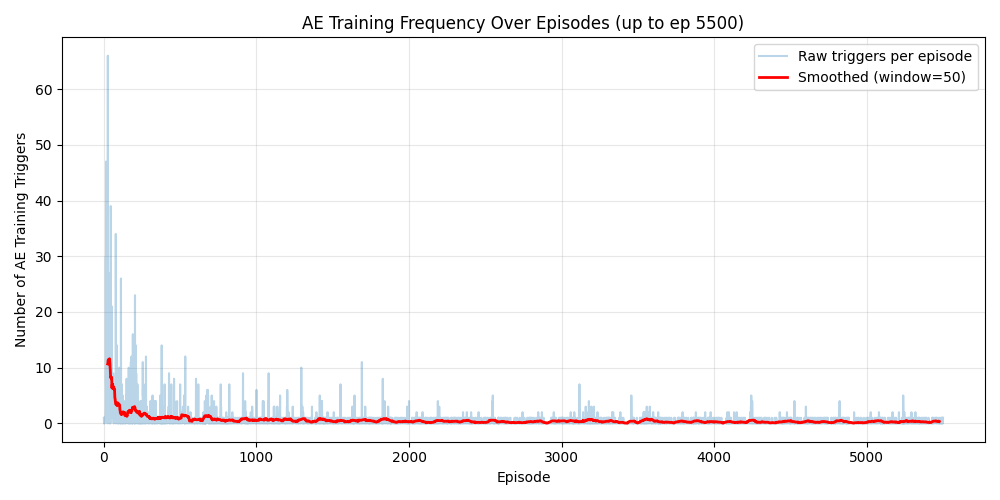 AE Training Frequency Over Episodes (up to ep 5500)
Raw triggers per episode
Smoothed (window=50)
Number of AE Training Triggers
60
50
40
30
20
10
0
0 1000 2000 3000 4000 5000
Episode